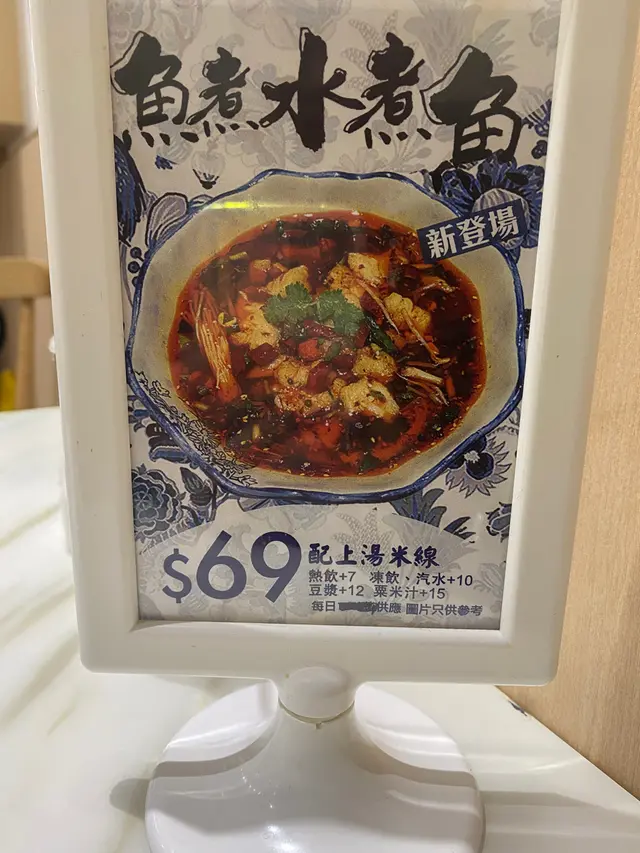 魚煮水煮魚
新登場
$69 配上湯米線
熱飲+7 凍飲、汽水+10
豆漿+12 粟米汁+15
每日 供應 圖片只供參考